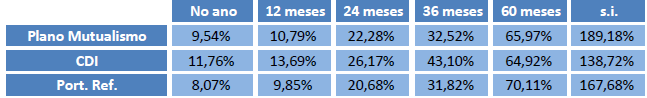 No ano 12 meses 24 meses 36 meses 60 meses s.i.
Plano Mutualismo 9,54% 10,79% 22,28% 32,52% 65,97% 189,18%
CDI 11,76% 13,69% 26,17% 43,10% 64,92% 138,72%
Port. Ref. 8,07% 9,85% 20,68% 31,82% 70,11% 167,68%